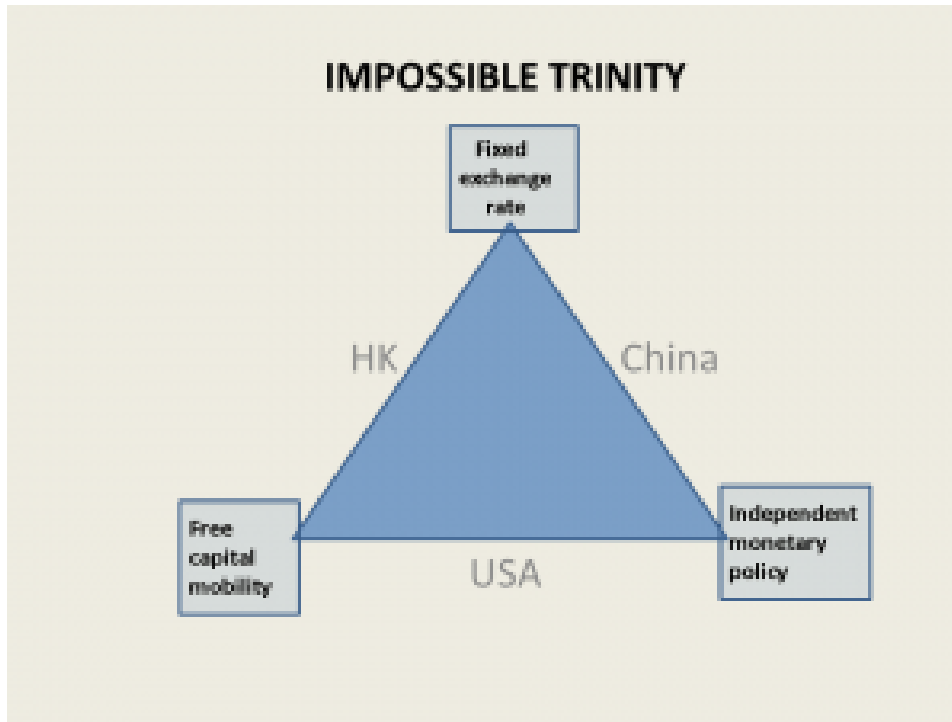 IMPOSSIBLE TRINITY
Fixed
exchange
rate
HK
China
Free
capital
mobility
Independent
monetary
policy
USA